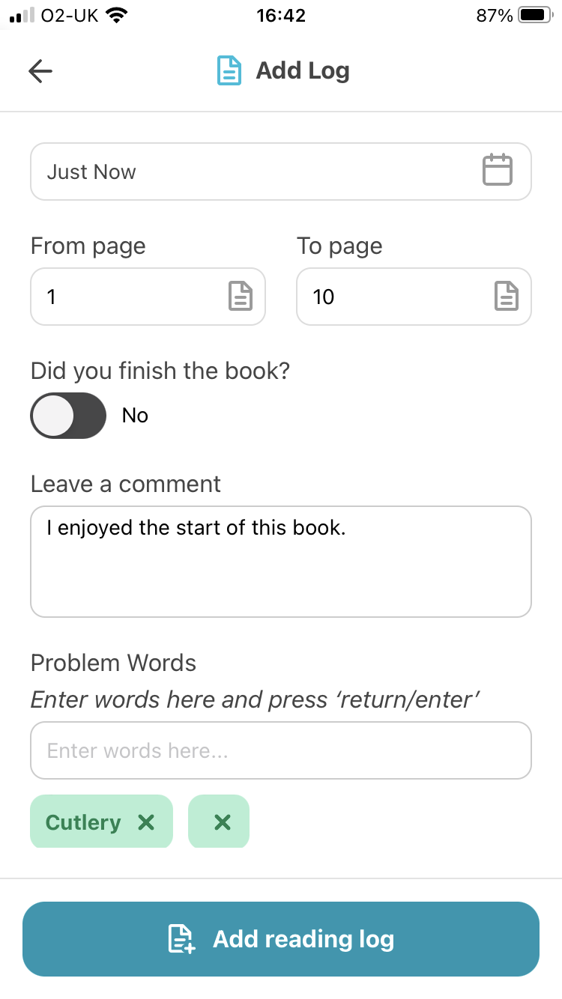 O2-UK 16:42 87%
Add Log
Just Now
From page To page
1 10
Did you finish the book?
No
Leave a comment
I enjoyed the start of this book.
Problem Words
Enter words here and press ‘return/enter’
Enter words here...
Cutlery
Add reading log